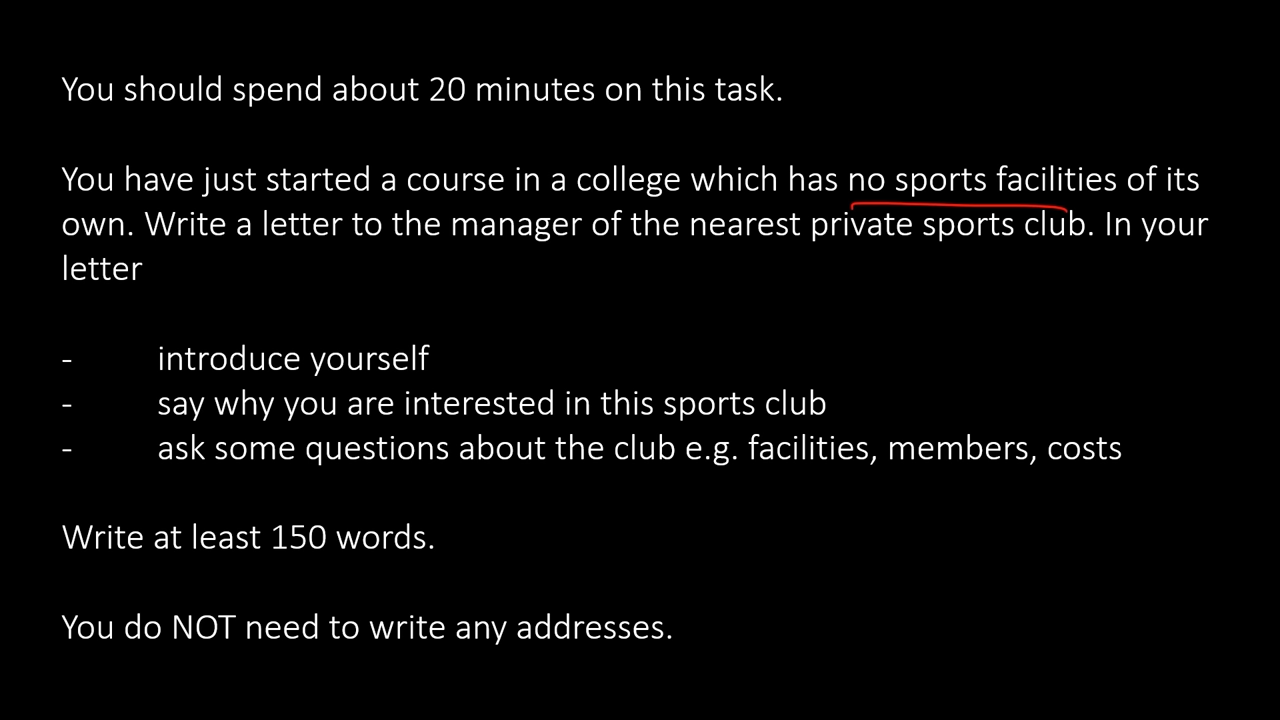 You should spend about 20 minutes on this task.
You have just started a course in a college which has no sports facilities of its
own. Write a letter to the manager of the nearest private sports club. In your
letter
- introduce yourself
- say why you are interested in this sports club
- ask some questions about the club e.g. facilities, members, costs
Write at least 150 words.
You do NOT need to write any addresses.